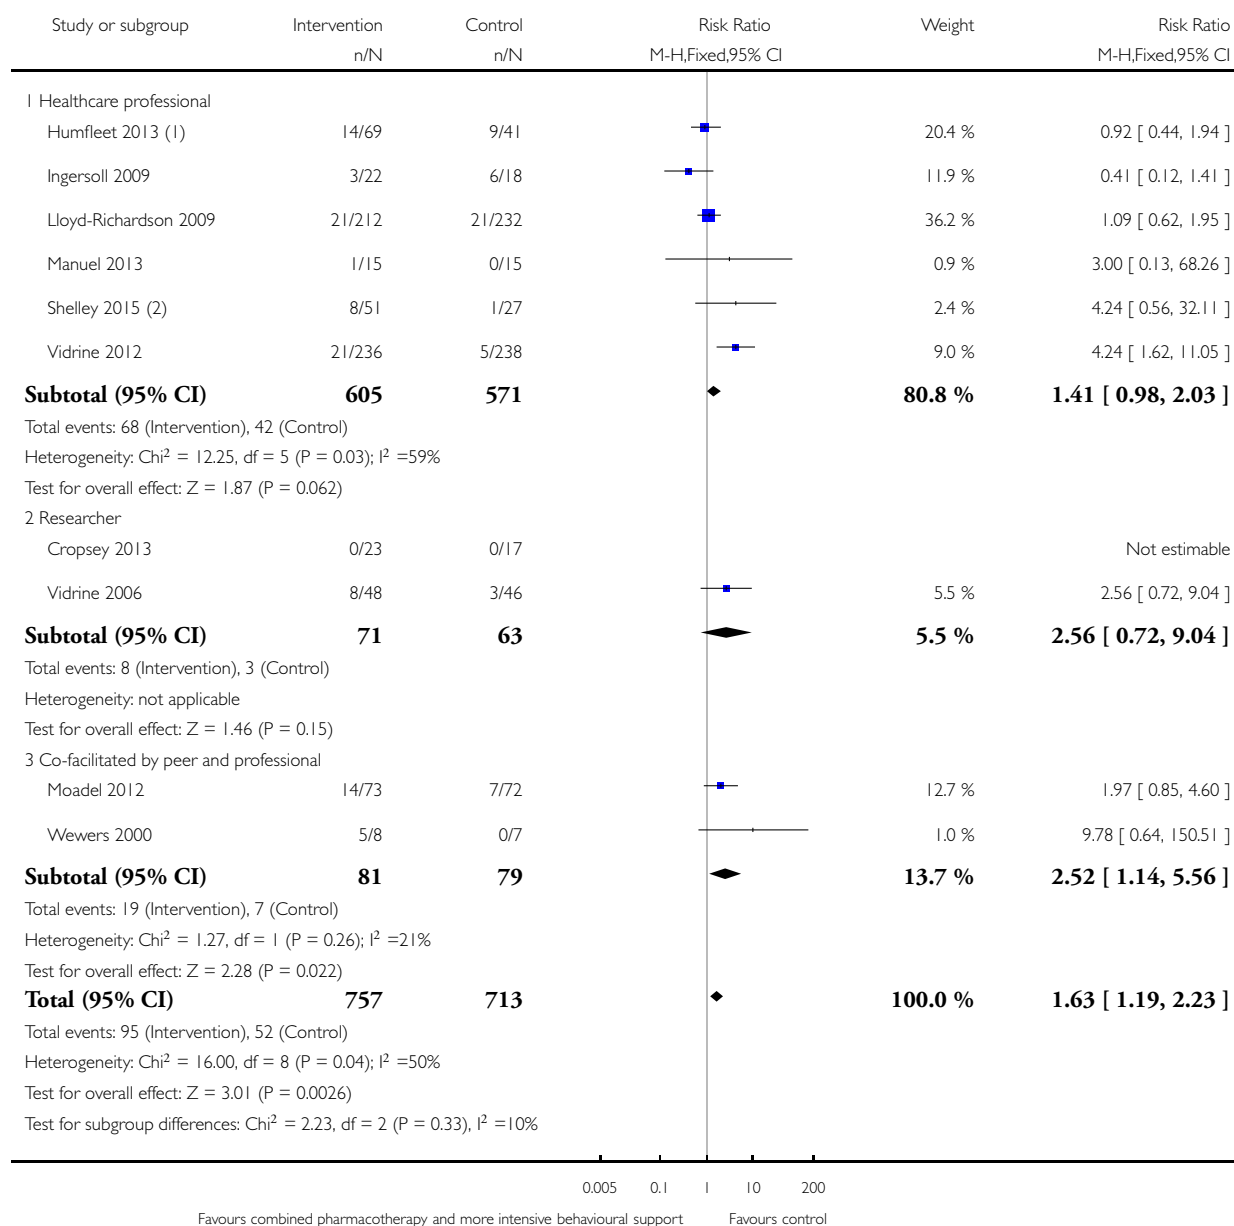 Study or subgroup Intervention Control Risk Ratio Weight Risk Ratio
n/N n/N M-H,Fixed,95% CI M-H,Fixed,95% CI
1 Healthcare professional
Humfleet 2013 (1) 14/69 9/41 20.4 % 0.92 [ 0.44, 1.94 ]
Ingersoll 2009 3/22 6/18 11.9 % 0.41 [ 0.12, 1.41 ]
Lloyd-Richardson 2009 21/212 21/232 36.2 % 1.09 [ 0.62, 1.95 ]
Manuel 2013 1/15 0/15 0.9 % 3.00 [ 0.13, 68.26 ]
Shelley 2015 (2) 8/51 1/27 2.4 % 4.24 [ 0.56, 32.11 ]
Vidrine 2012 21/236 5/238 9.0 % 4.24 [ 1.62, 11.05 ]
Subtotal (95% CI) 605 571 80.8 % 1.41 [ 0.98, 2.03 ]
Total events: 68 (Intervention), 42 (Control)
Heterogeneity: Chi² = 12.25, df = 5 (P = 0.03); I² =59%
Test for overall effect: Z = 1.87 (P = 0.062)
2 Researcher
Cropsey 2013 0/23 0/17 Not estimable
Vidrine 2006 8/48 3/46 5.5 % 2.56 [ 0.72, 9.04 ]
Subtotal (95% CI) 71 63 5.5 % 2.56 [ 0.72, 9.04 ]
Total events: 8 (Intervention), 3 (Control)
Heterogeneity: not applicable
Test for overall effect: Z = 1.46 (P = 0.15)
3 Co-facilitated by peer and professional
Moadel 2012 14/73 7/72 12.7 % 1.97 [ 0.85, 4.60 ]
Wewers 2000 5/8 0/7 1.0 % 9.78 [ 0.64, 150.51 ]
Subtotal (95% CI) 81 79 13.7 % 2.52 [ 1.14, 5.56 ]
Total events: 19 (Intervention), 7 (Control)
Heterogeneity: Chi² = 1.27, df = 1 (P = 0.26); I² =21%
Test for overall effect: Z = 2.28 (P = 0.022)
Total (95% CI) 757 713 100.0 % 1.63 [ 1.19, 2.23 ]
Total events: 95 (Intervention), 52 (Control)
Heterogeneity: Chi² = 16.00, df = 8 (P = 0.04); I² =50%
Test for overall effect: Z = 3.01 (P = 0.0026)
Test for subgroup differences: Chi² = 2.23, df = 2 (P = 0.33), I² =10%
0.005 0.1 1 10 200
Favours combined pharmacotherapy and more intensive behavioural support Favours control